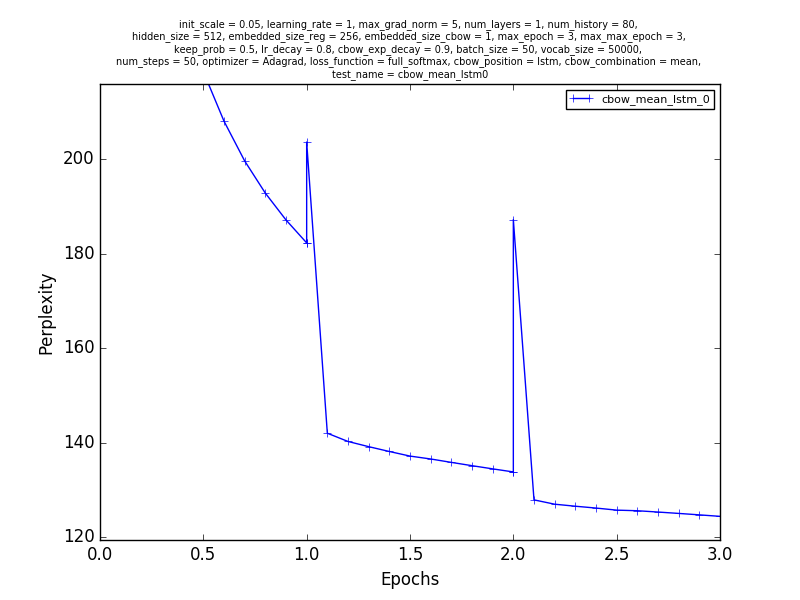 init_scale = 0.05, learning_rate = 1, max_grad_norm = 5, num_layers = 1, num_history = 80,
hidden_size = 512, embedded_size_reg = 256, embedded_size_cbow = 1, max_epoch = 3, max_max_epoch = 3,
keep_prob = 0.5, lr_decay = 0.8, cbow_exp_decay = 0.9, batch_size = 50, vocab_size = 50000,
num_steps = 50, optimizer = Adagrad, loss_function = full_softmax, cbow_position = lstm, cbow_combination = mean,
test_name = cbow_mean_lstm0
cbow_mean_lstm_0
200
180
160
140
120
Perplexity
0.0 0.5 1.0 1.5 2.0 2.5 3.0
Epochs